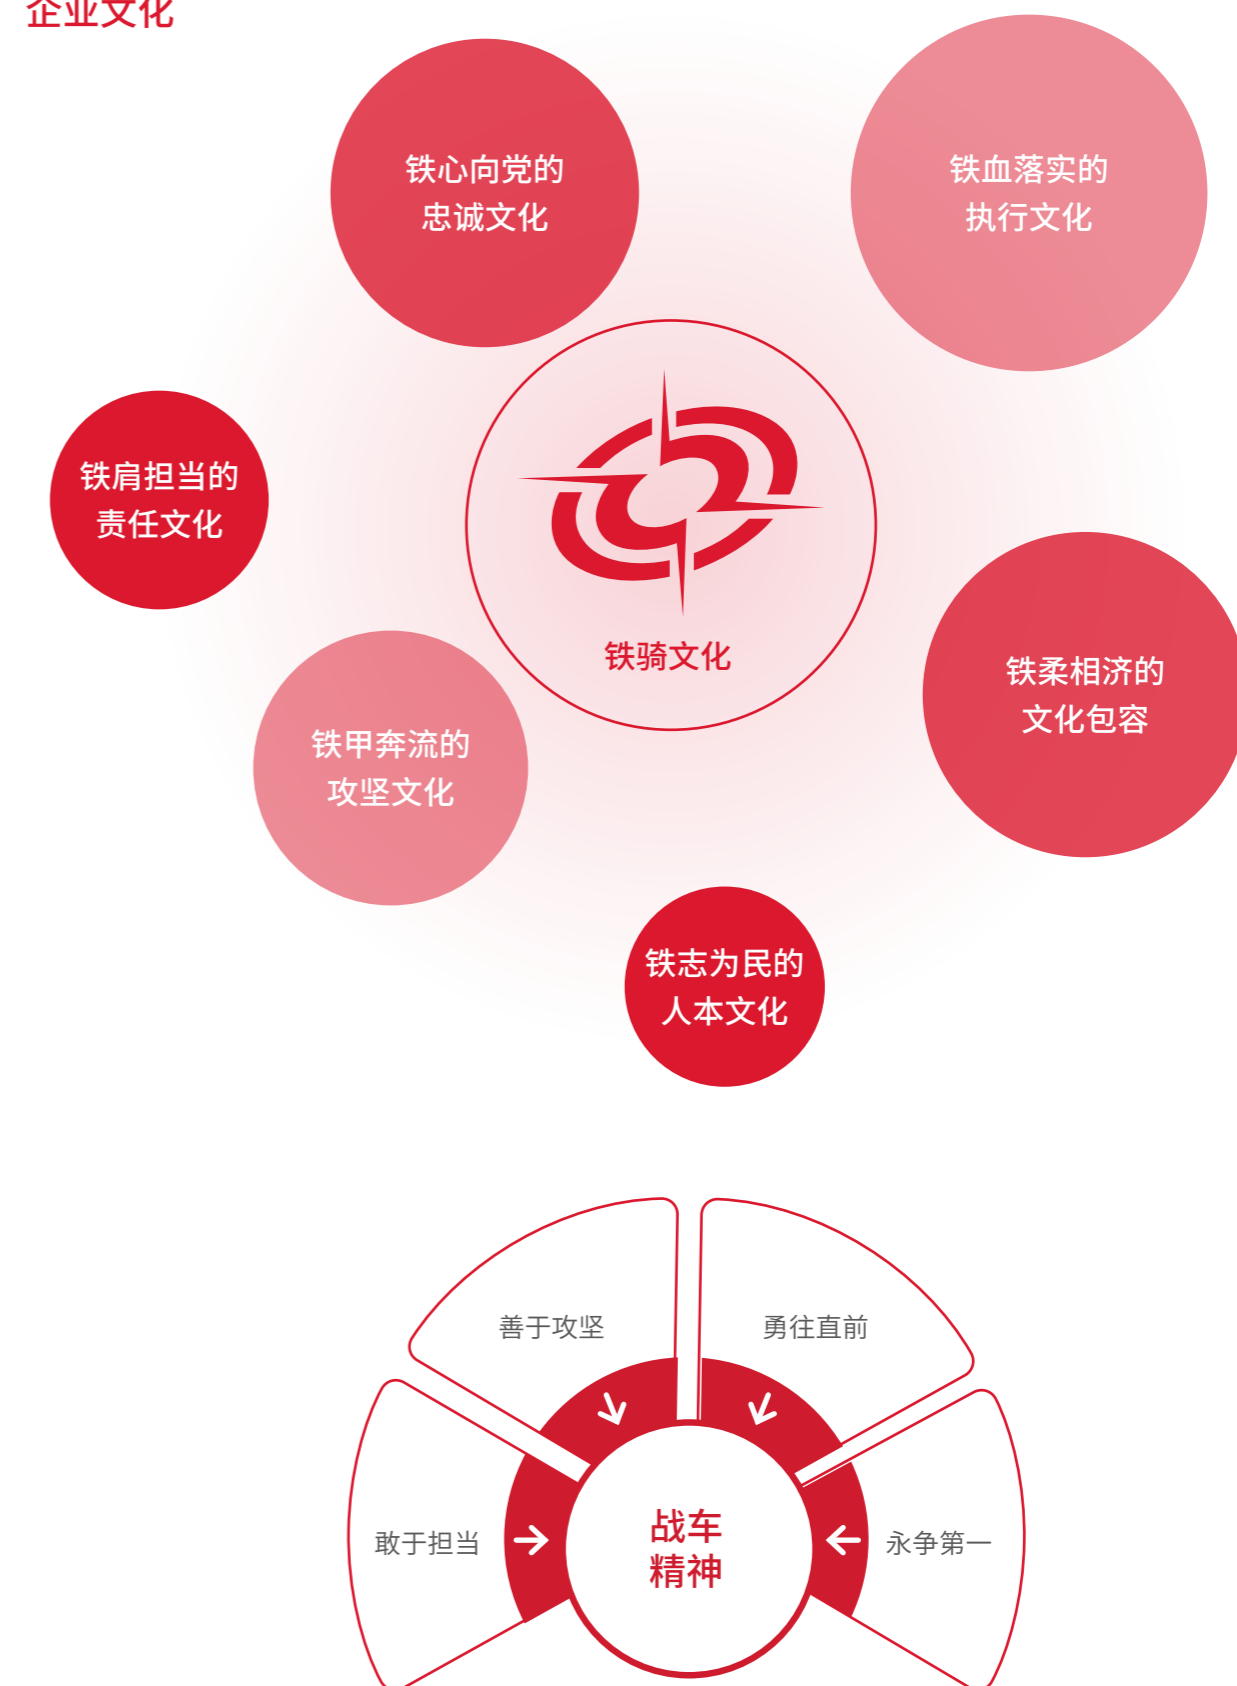 企业文化
铁心向党的
忠诚文化
铁血落实的
执行文化
铁肩担当的
责任文化
铁骑文化
铁柔相济的
文化包容
铁甲奔流的
攻坚文化
铁志为民的
人本文化
善于攻坚
勇往直前
敢于担当
战车
精神
永争第一